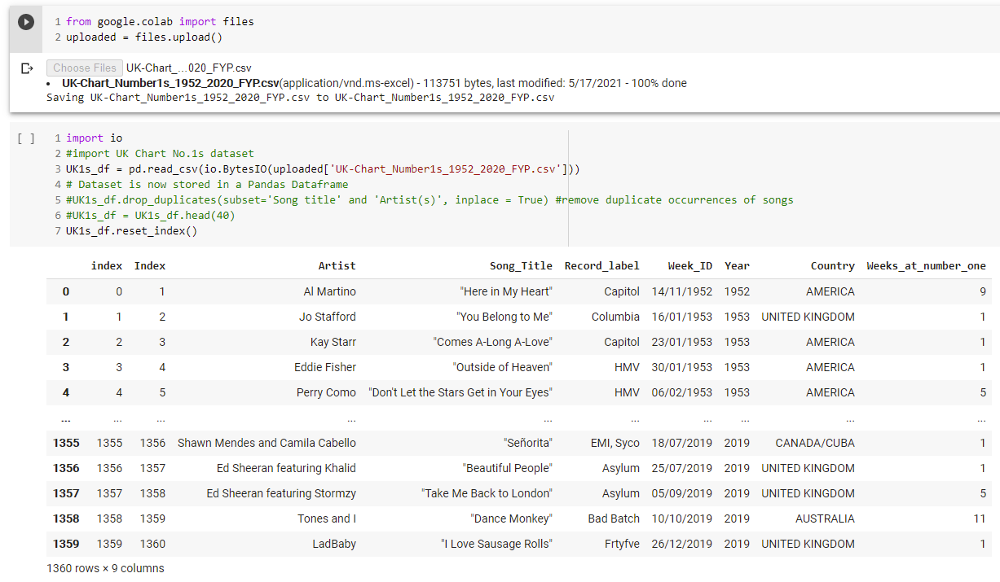 1 from google.colab import files
2 uploaded = files.upload()
Choose Files UK-Chart_...020_FYP.csv
• UK-Chart_Number1s_1952_2020_FYP.csv(application/vnd.ms-excel) - 113751 bytes, last modified: 5/17/2021 - 100% done
Saving UK-Chart_Number1s_1952_2020_FYP.csv to UK-Chart_Number1s_1952_2020_FYP.csv
[ ] 1 import io
2 #import UK Chart No.1s dataset
3 UK1s_df = pd.read_csv(io.BytesIO(uploaded['UK-Chart_Number1s_1952_2020_FYP.csv']))
4 # Dataset is now stored in a Pandas Dataframe
5 #UK1s_df.drop_duplicates(subset='Song title' and 'Artist(s)', inplace = True) #remove duplicate occurrences of songs
6 #UK1s_df = UK1s_df.head(40)
7 UK1s_df.reset_index()
index Index Artist Song_Title Record_label Week_ID Year Country Weeks_at_number_one
0 0 1 Al Martino "Here in My Heart" Capitol 14/11/1952 1952 AMERICA 9
1 1 2 Jo Stafford "You Belong to Me" Columbia 16/01/1953 1953 UNITED KINGDOM 1
2 2 3 Kay Starr "Comes A-Long A-Love" Capitol 23/01/1953 1953 AMERICA 1
3 3 4 Eddie Fisher "Outside of Heaven" HMV 30/01/1953 1953 AMERICA 1
4 4 5 Perry Como "Don't Let the Stars Get in Your Eyes" HMV 06/02/1953 1953 AMERICA 5
... ... ... ... ... ... ... ... ... ...
1355 1355 1356 Shawn Mendes and Camila Cabello "Señorita" EMI, Syco 18/07/2019 2019 CANADA/CUBA 1
1356 1356 1357 Ed Sheeran featuring Khalid "Beautiful People" Asylum 25/07/2019 2019 UNITED KINGDOM 1
1357 1357 1358 Ed Sheeran featuring Stormzy "Take Me Back to London" Asylum 05/09/2019 2019 UNITED KINGDOM 5
1358 1358 1359 Tones and I "Dance Monkey" Bad Batch 10/10/2019 2019 AUSTRALIA 11
1359 1359 1360 LadBaby "I Love Sausage Rolls" Frtyfve 26/12/2019 2019 UNITED KINGDOM 1
1360 rows × 9 columns